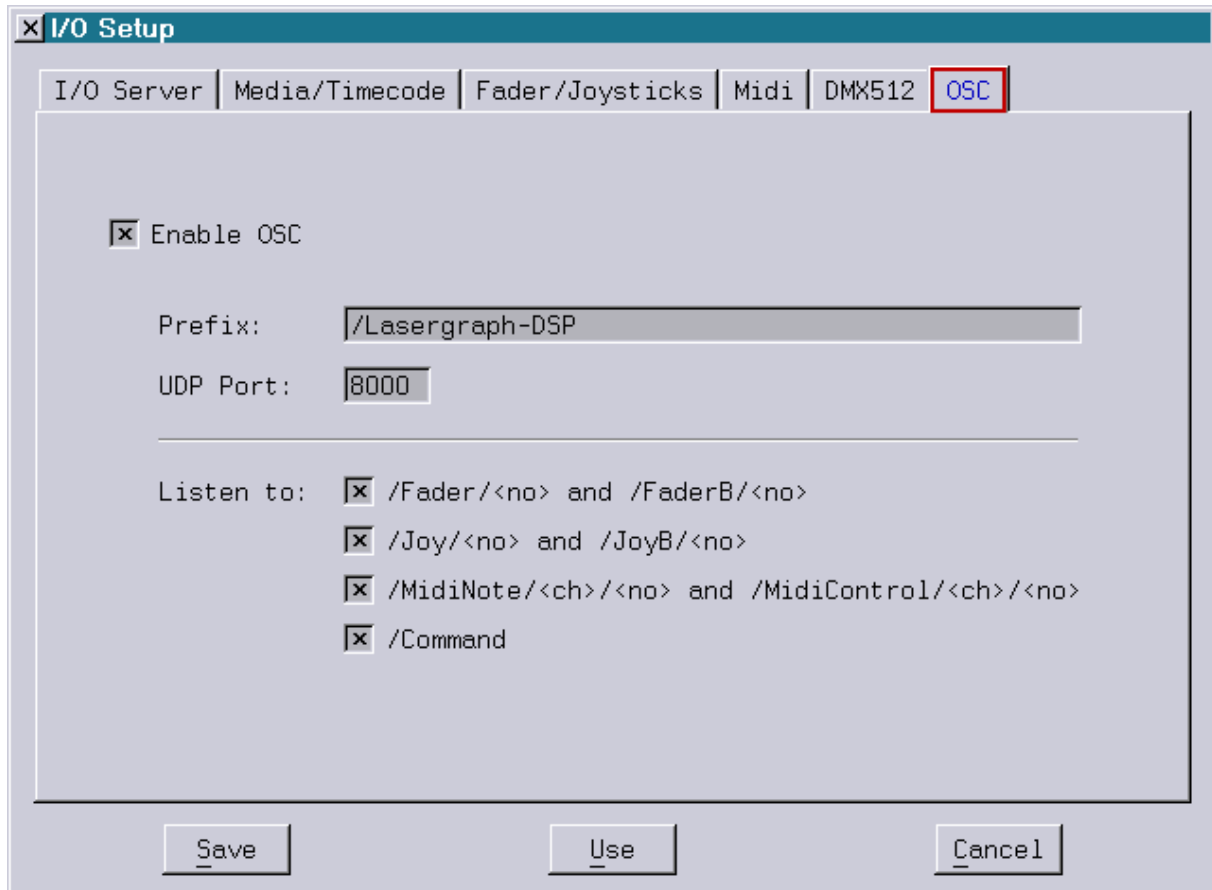 I/O Setup
I/O Server Media/Timecode Fader/Joysticks Midi DMX512 OSC
Enable OSC
Prefix: /Lasergraph-DSP
UDP Port: 8000
Listen to: /Fader/<no> and /FaderB/<no>
/Joy/<no> and /JoyB/<no>
/MidiNote/<ch>/<no> and /MidiControl/<ch>/<no>
/Command
Save Use Cancel